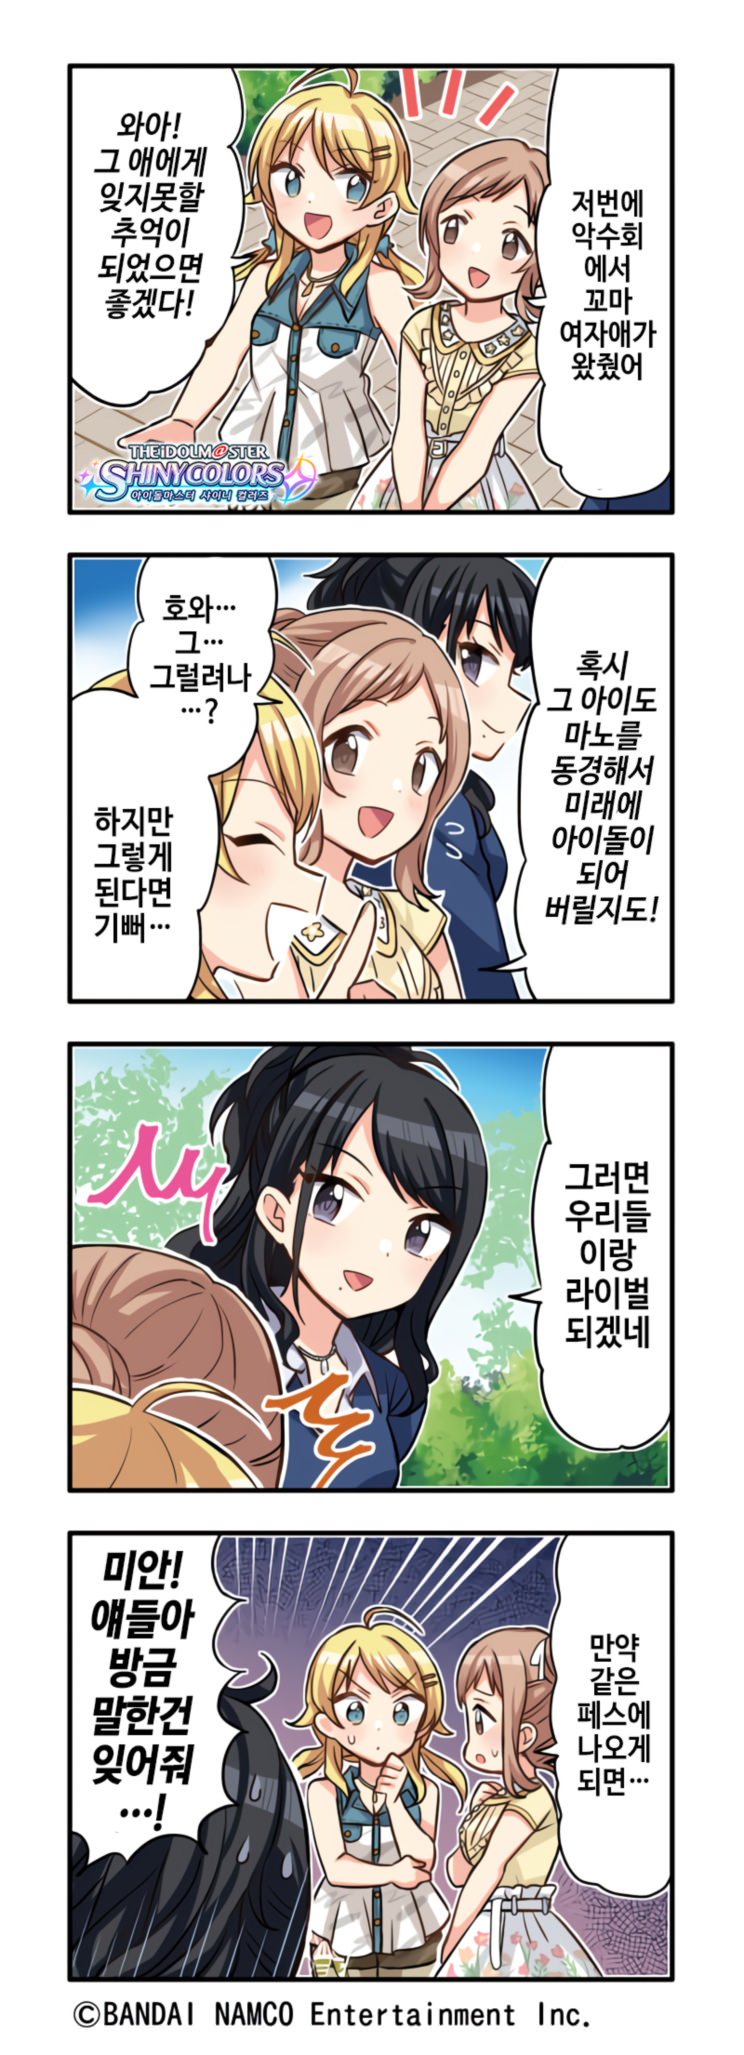 저번에
악수회
에서
꼬마
여자애가
왔줬어
와아!
그 애에게
잊지못할
추억이
되었으면
좋겠다!
THE iDOLM@STER
SHINYCOLORS
아이돌마스터 샤이니 컬러즈
혹시
그 아이도
마노를
동경해서
미래에
아이돌이
되어
버릴지도!
호와…
그…
그럴려나
…?
하지만
그렇게
된다면
기뻐…
그러면
우리들
이랑
라이벌
되겠네
만약
같은
페스에
나오게
되면…
미안!
얘들아
방금
말한건
잊어줘
…!
©BANDAI NAMCO Entertainment Inc.